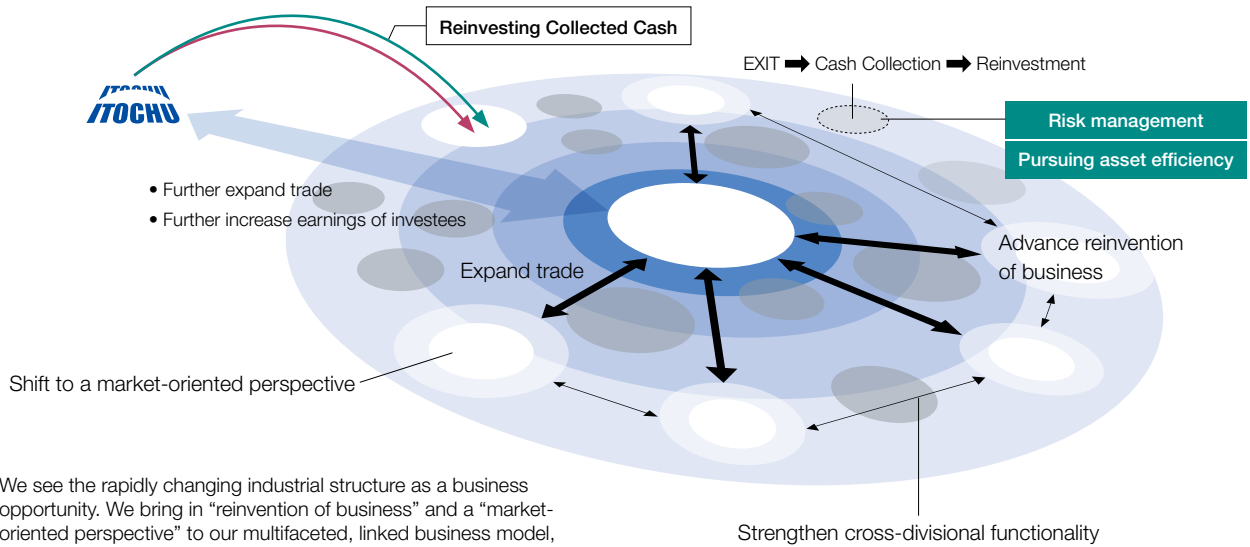 Reinvesting Collected Cash
EXIT ➡ Cash Collection ➡ Reinvestment
ITOCHU
ITOCHU
Risk management
Pursuing asset efficiency
• Further expand trade
• Further increase earnings of investees
Expand trade
Advance reinvention
of business
Shift to a market-oriented perspective
We see the rapidly changing industrial structure as a business
opportunity. We bring in “reinvention of business” and a “market-
oriented perspective” to our multifaceted, linked business model,
Strengthen cross-divisional functionality